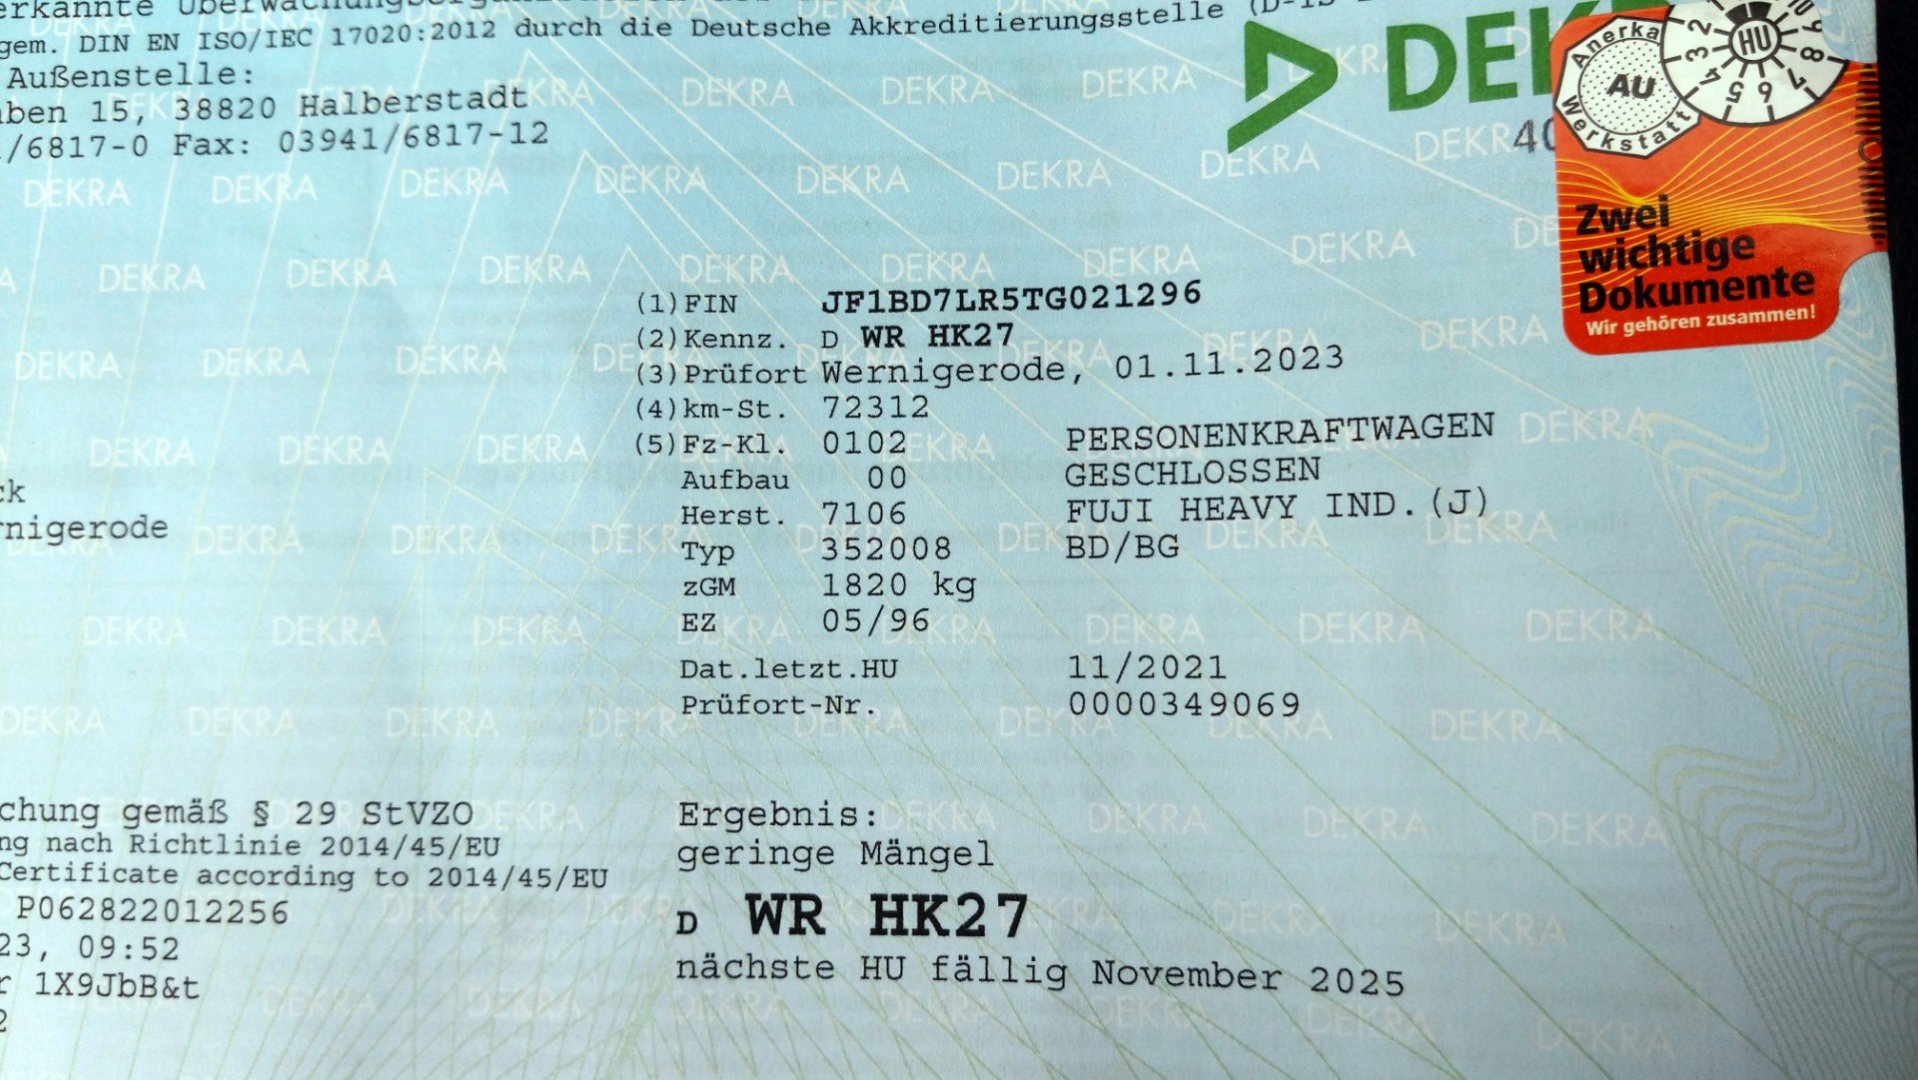 gem. DIN EN ISO/IEC 17020:2012 durch die Deutsche Akkreditierungsstelle
Außenstelle:
15, 38820 Halberstadt
/6817-0 Fax: 03941/6817-12
DEKRA
Anerka
Werkstatt
AU
HU
Zwei
wichtige
Dokumente
Wir gehören zusammen!
(1) FIN JF1BD7LR5TG021296
(2) Kennz. D WR HK27
(3) Prüfort Wernigerode, 01.11.2023
(4) km-St. 72312
(5) Fz-Kl. 0102 PERSONENKRAFTWAGEN
Aufbau 00 GESCHLOSSEN
Herst. 7106 FUJI HEAVY IND.(J)
Typ 352008 BD/BG
zGM 1820 kg
EZ 05/96
Dat.letzt.HU 11/2021
Prüfort-Nr. 0000349069
ck
rnigerode
chung gemäß § 29 StVZO
ng nach Richtlinie 2014/45/EU
Certificate according to 2014/45/EU
P062822012256
23, 09:52
r 1X9JbB&t
2
Ergebnis:
geringe Mängel
D WR HK27
nächste HU fällig November 2025